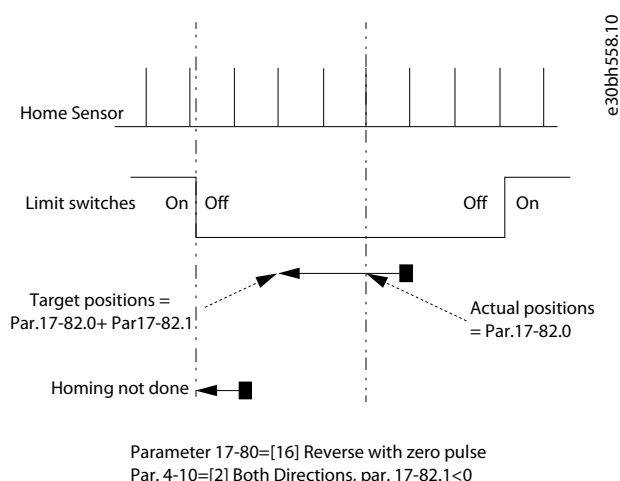 e30bh558.10
Home Sensor
Limit switches On Off Off On
Target positions =
Par.17-82.0+ Par17-82.1
Actual positions
= Par.17-82.0
Homing not done
Parameter 17-80=[16] Reverse with zero pulse
Par. 4-10=[2] Both Directions, par. 17-82.1<0